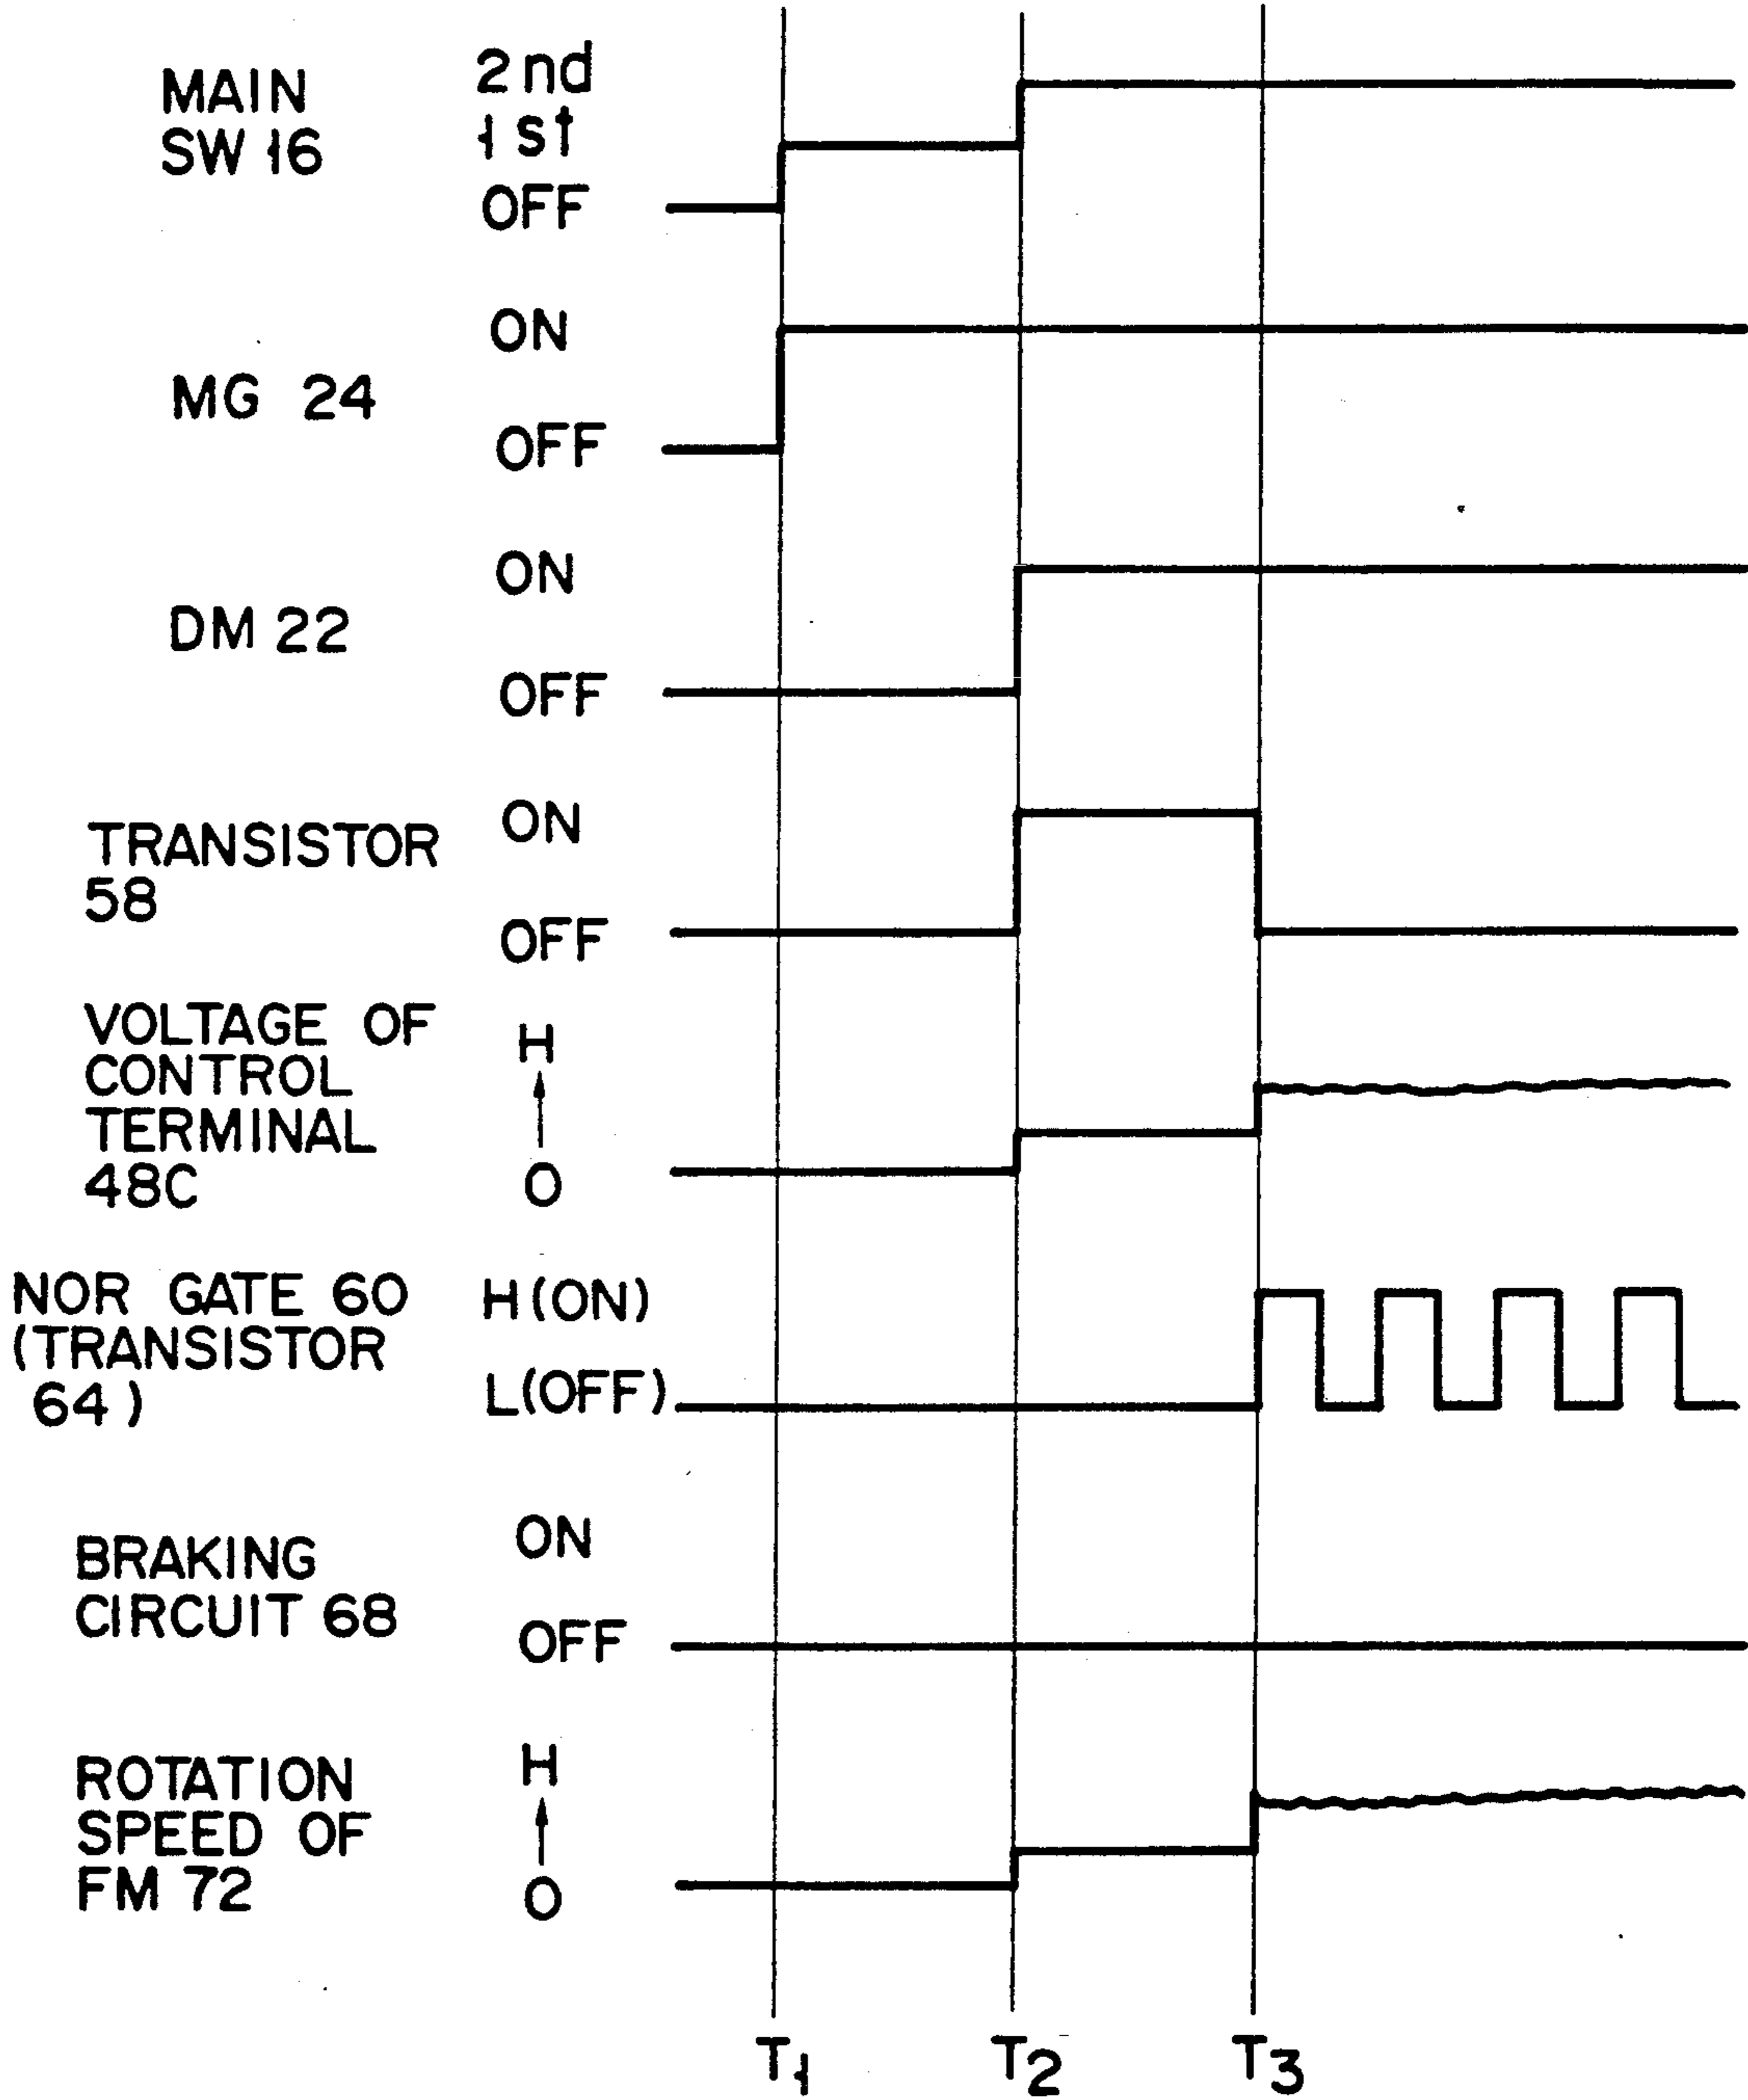 MAIN
SW 16
2nd
1st
OFF
MG 24
ON
OFF
DM 22
ON
OFF
TRANSISTOR
58
ON
OFF
VOLTAGE OF
CONTROL
TERMINAL
48C
H
O
NOR GATE 60
(TRANSISTOR
64)
H(ON)
L(OFF)
BRAKING
CIRCUIT 68
ON
OFF
ROTATION
SPEED OF
FM 72
H
O
T1 T2 T3